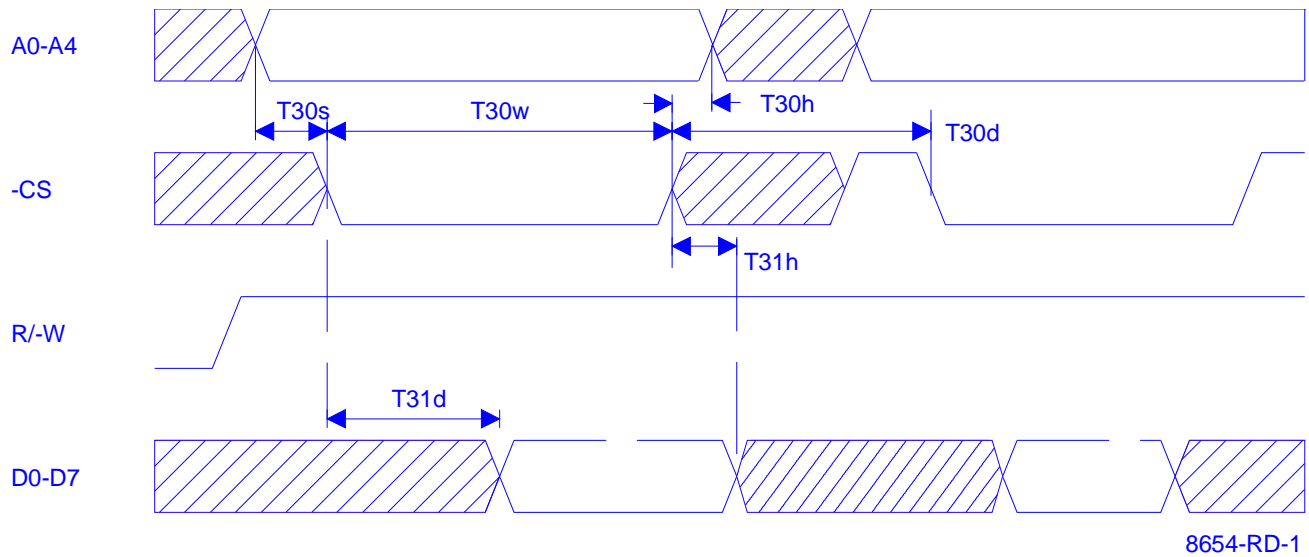 A0-A4
T30s
T30w
T30h
T30d
-CS
T31h
R/-W
T31d
D0-D7
8654-RD-1